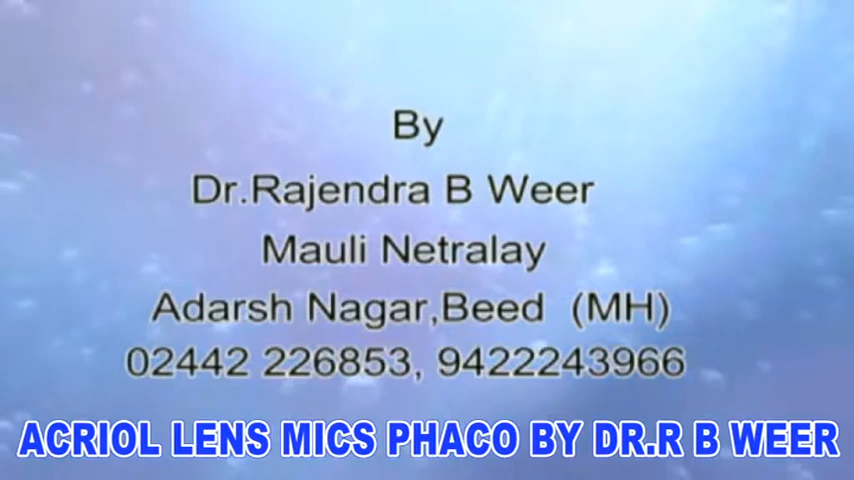 By
Dr.Rajendra B Weer
Mauli Netralay
Adarsh Nagar,Beed (MH)
02442 226853, 9422243966
ACRIOL LENS MICS PHACO BY DR.R B WEER